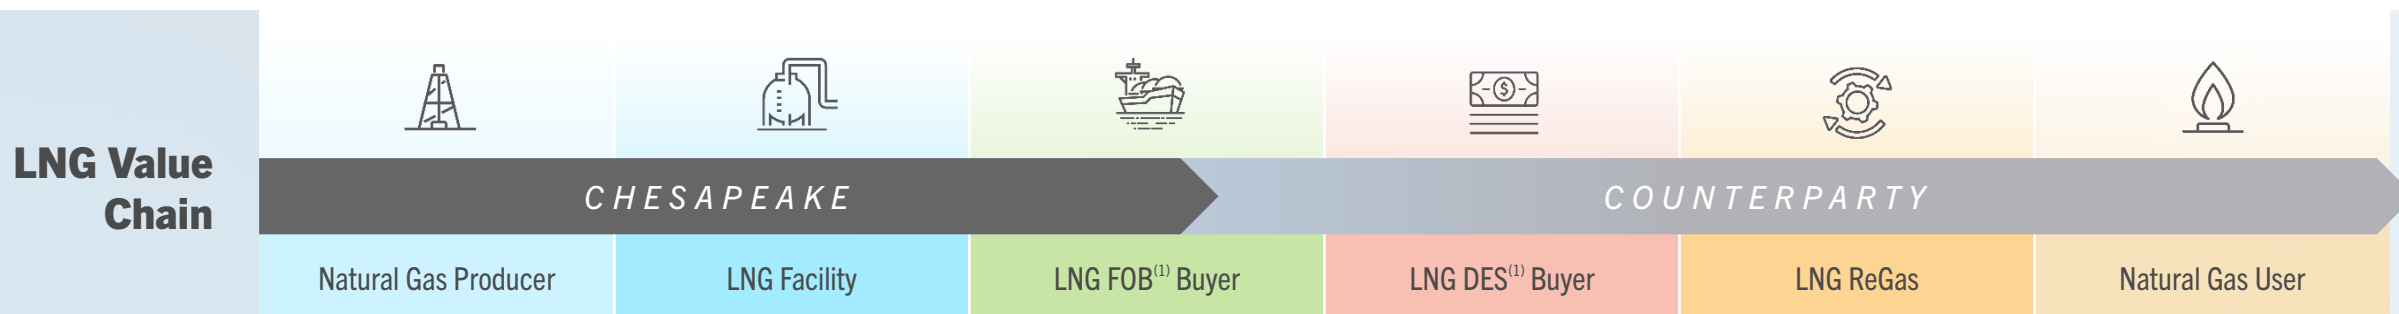 LNG Value
Chain
CHESAPEAKE
COUNTERPARTY
Natural Gas Producer
LNG Facility
LNG FOB(1) Buyer
LNG DES(1) Buyer
LNG ReGas
Natural Gas User